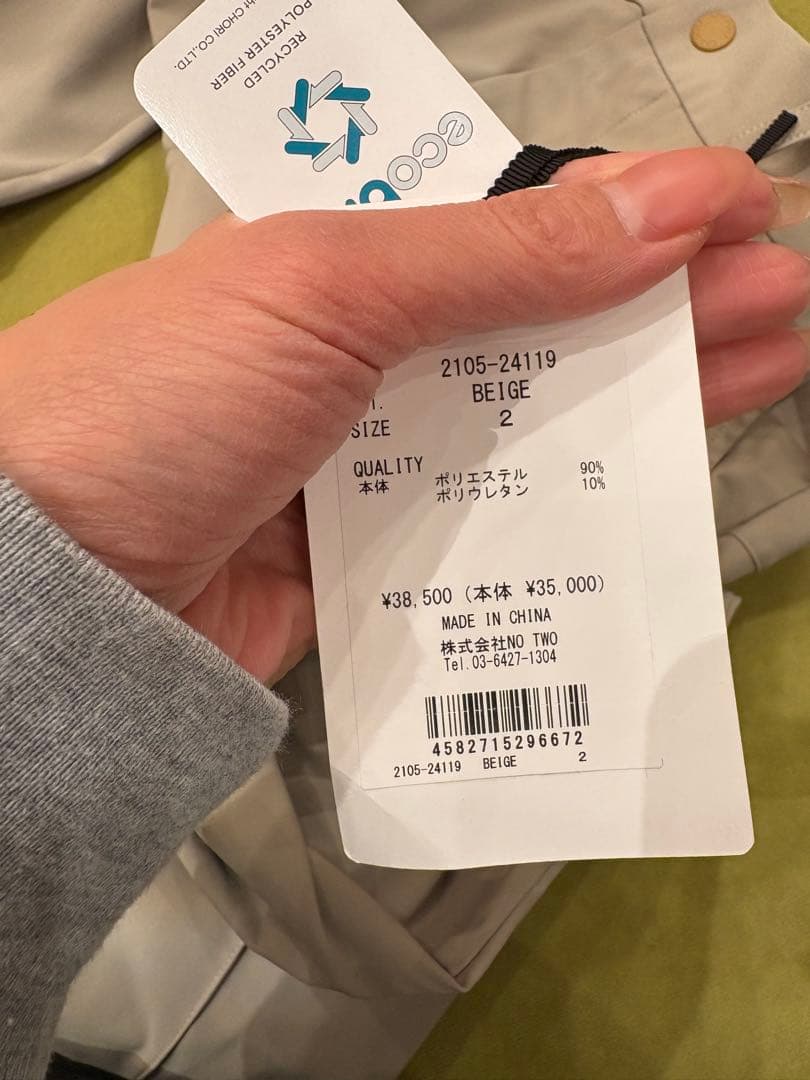 CHORI CO.,LTD.
RECYCLED
POLYESTER FIBER
eco
2105-24119
BEIGE
SIZE 2
QUALITY
本体 ポリエステル 90%
ポリウレタン 10%
¥38,500 (本体 ¥35,000)
MADE IN CHINA
株式会社NO TWO
Tel.03-6427-1304
4582715296672
2105-24119 BEIGE 2